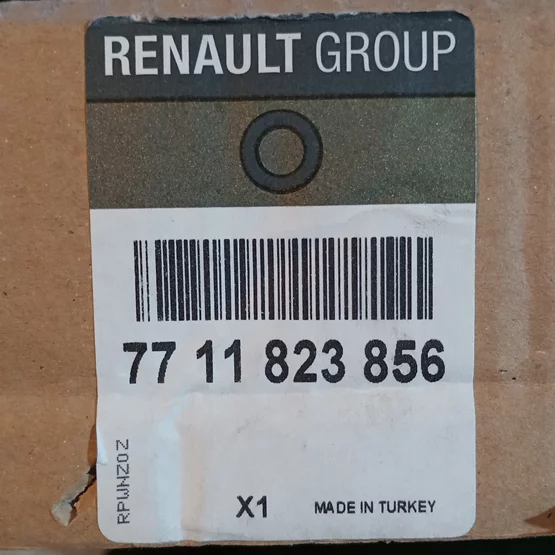 RENAULT GROUP
77 11 823 856
RPWNZ0Z
X1 MADE IN TURKEY